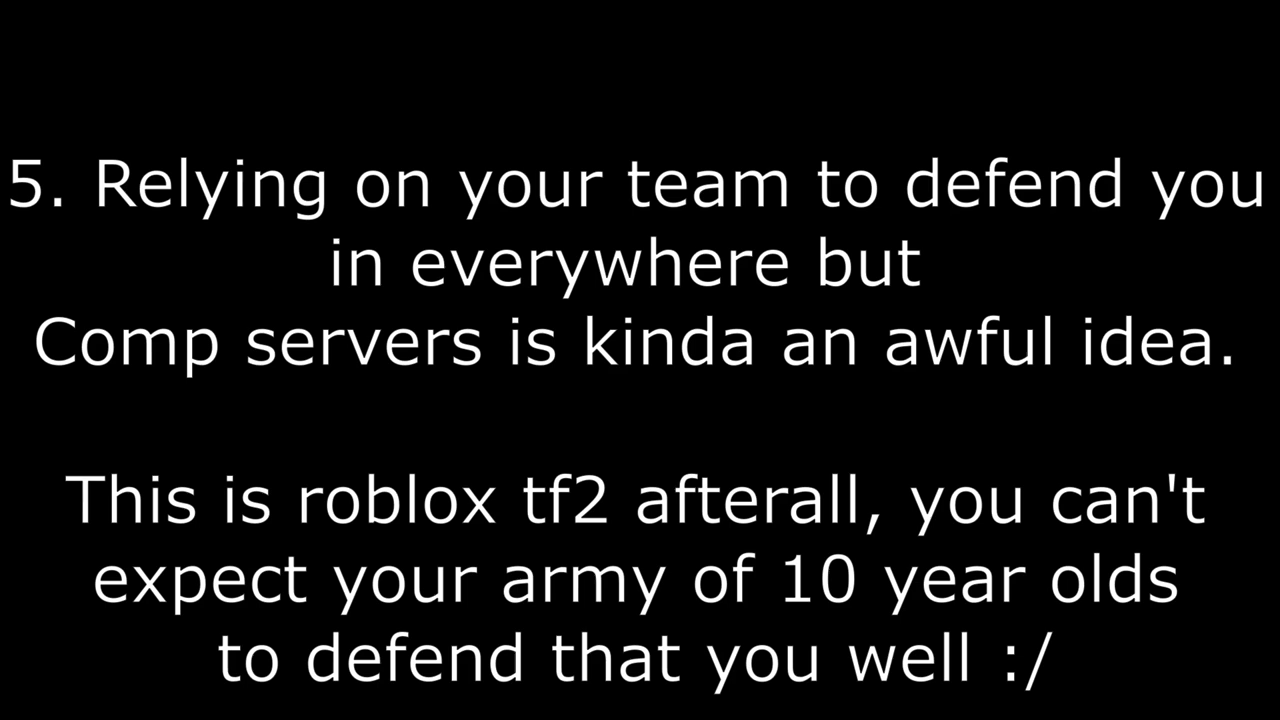 5. Relying on your team to defend you
in everywhere but
Comp servers is kinda an awful idea.
This is roblox tf2 afterall, you can't
expect your army of 10 year olds
to defend that you well :/